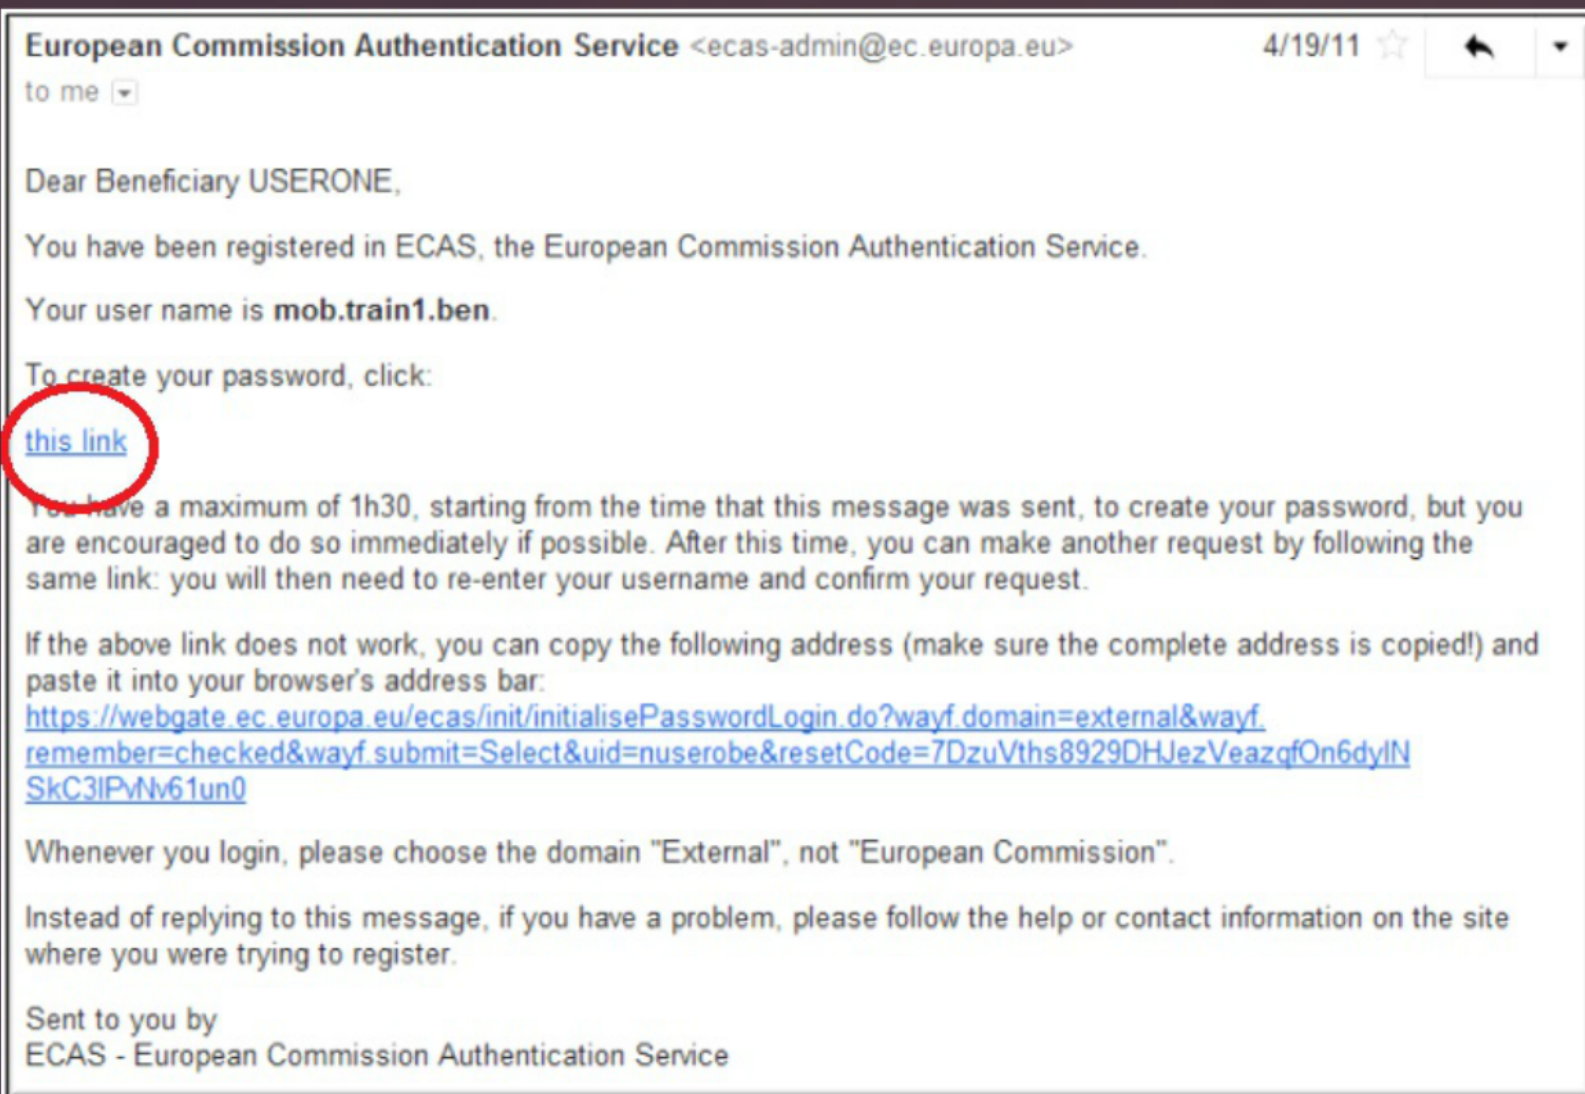 European Commission Authentication Service <ecas-admin@ec.europa.eu> 4/19/11
to me
Dear Beneficiary USERONE,
You have been registered in ECAS, the European Commission Authentication Service.
Your user name is mob.train1.ben.
To create your password, click:
this link
You have a maximum of 1h30, starting from the time that this message was sent, to create your password, but you
are encouraged to do so immediately if possible. After this time, you can make another request by following the
same link: you will then need to re-enter your username and confirm your request.
If the above link does not work, you can copy the following address (make sure the complete address is copied!) and
paste it into your browser's address bar:
https://webgate.ec.europa.eu/ecas/init/initialisePasswordLogin.do?wayf.domain=external&wayf.
remember=checked&wayf.submit=Select&uid=nuserobe&resetCode=7DzuVths8929DHJezVeazqfOn6dyIN
SkC3IPvNv61un0
Whenever you login, please choose the domain "External", not "European Commission".
Instead of replying to this message, if you have a problem, please follow the help or contact information on the site
where you were trying to register.
Sent to you by
ECAS - European Commission Authentication Service